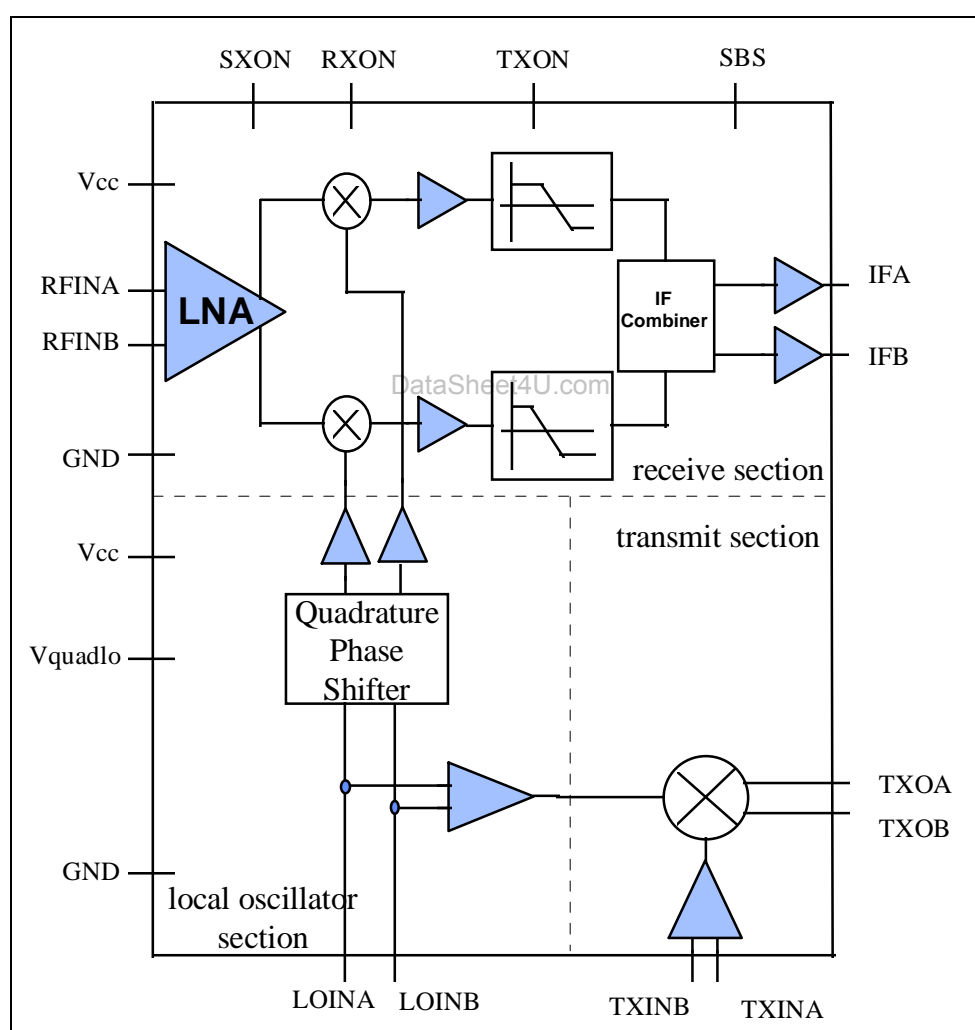 SXON
RXON
TXON
SBS
Vcc
RFINA
RFINB
LNA
IF
Combiner
IFA
IFB
DataSheet4U.com
GND
receive section
Vcc
transmit section
Quadrature
Phase
Shifter
Vquadlo
TXOA
TXOB
GND
local oscillator
section
LOINA
LOINB
TXINB
TXINA